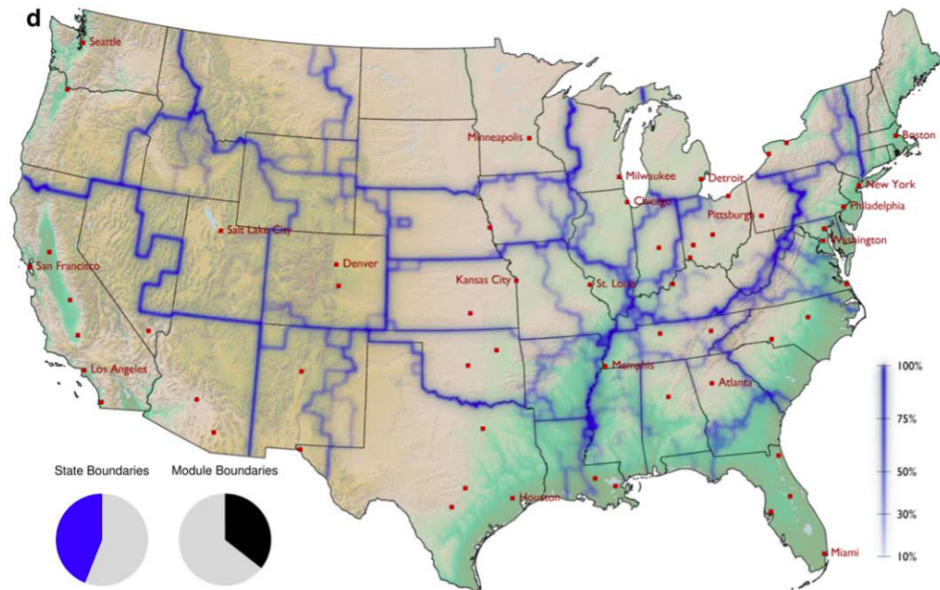 d
Seattle
Minneapolis
Boston
Milwaukee
Detroit
Chicago
New York
Pittsburgh
Philadelphia
Salt Lake City
Washington
San Francisco
Denver
Kansas City
St. Louis
Los Angeles
Memphis
Atlanta
100%
75%
50%
30%
10%
State Boundaries
Module Boundaries
Houston
Miami